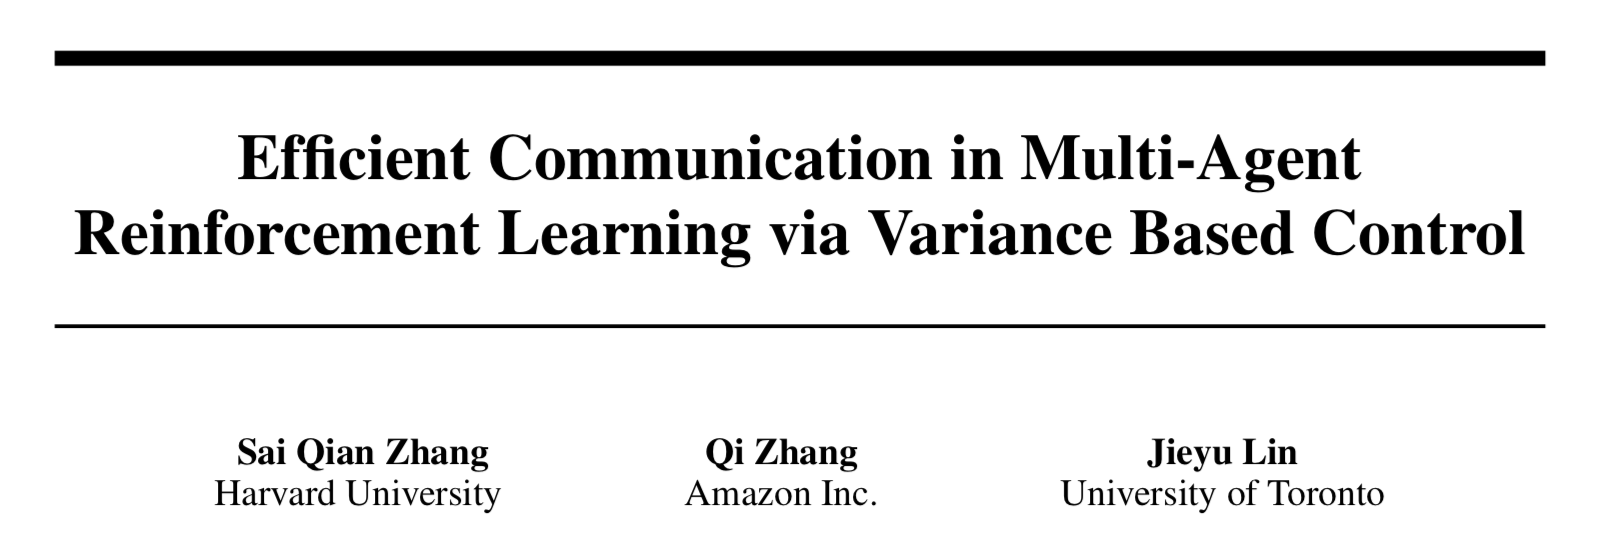 Efficient Communication in Multi-Agent
Reinforcement Learning via Variance Based Control
Sai Qian Zhang Qi Zhang Jieyu Lin
Harvard University Amazon Inc. University of Toronto